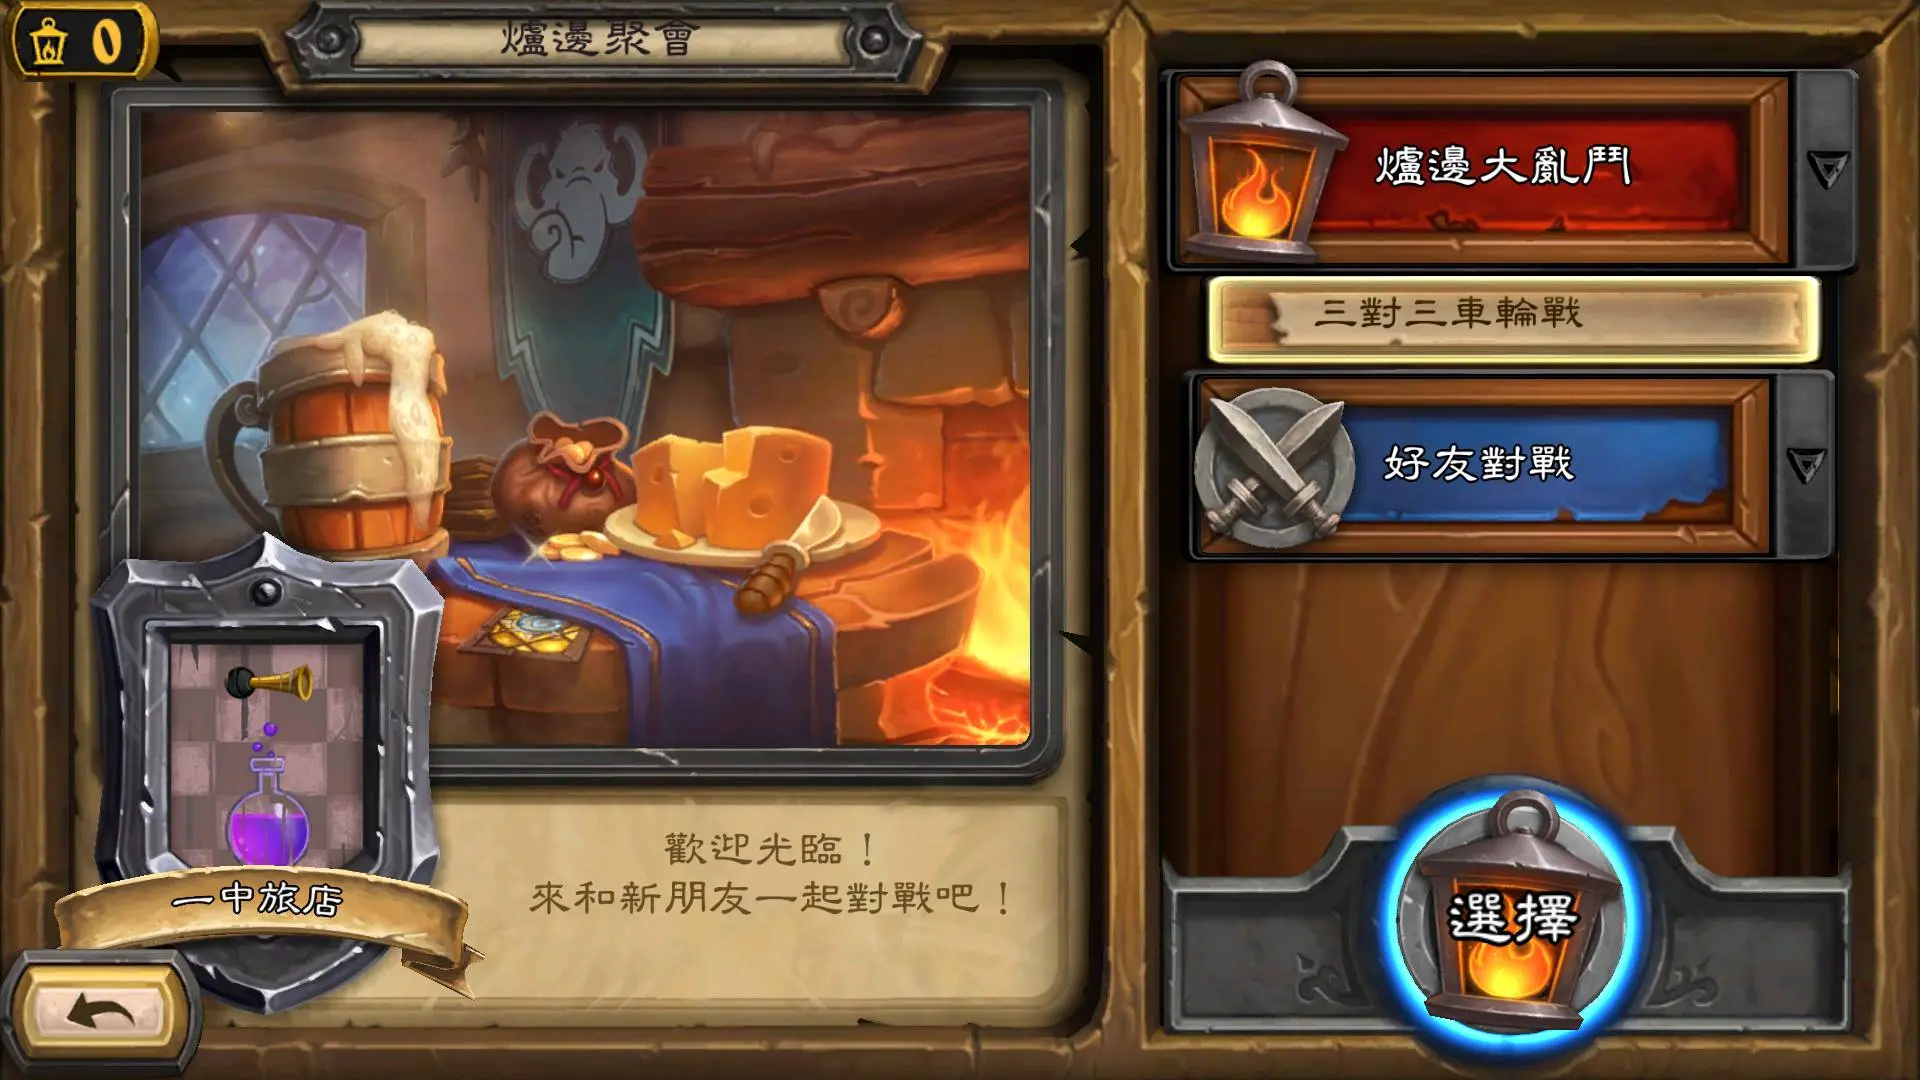 0
爐邊聚會
爐邊大亂鬥
三對三車輪戰
好友對戰
一中旅店
歡迎光臨！
來和新朋友一起對戰吧！
選擇